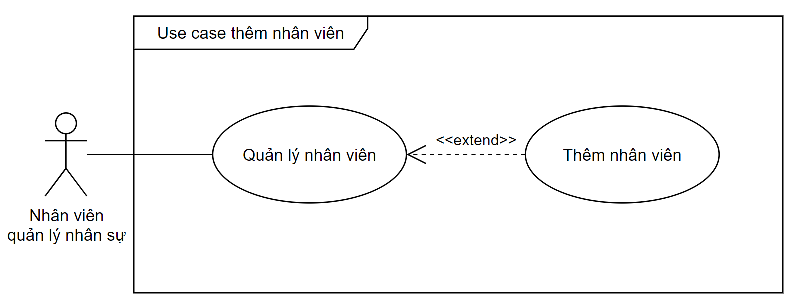 Use case thêm nhân viên
Quản lý nhân viên
<<extend>>
Thêm nhân viên
Nhân viên
quản lý nhân sự